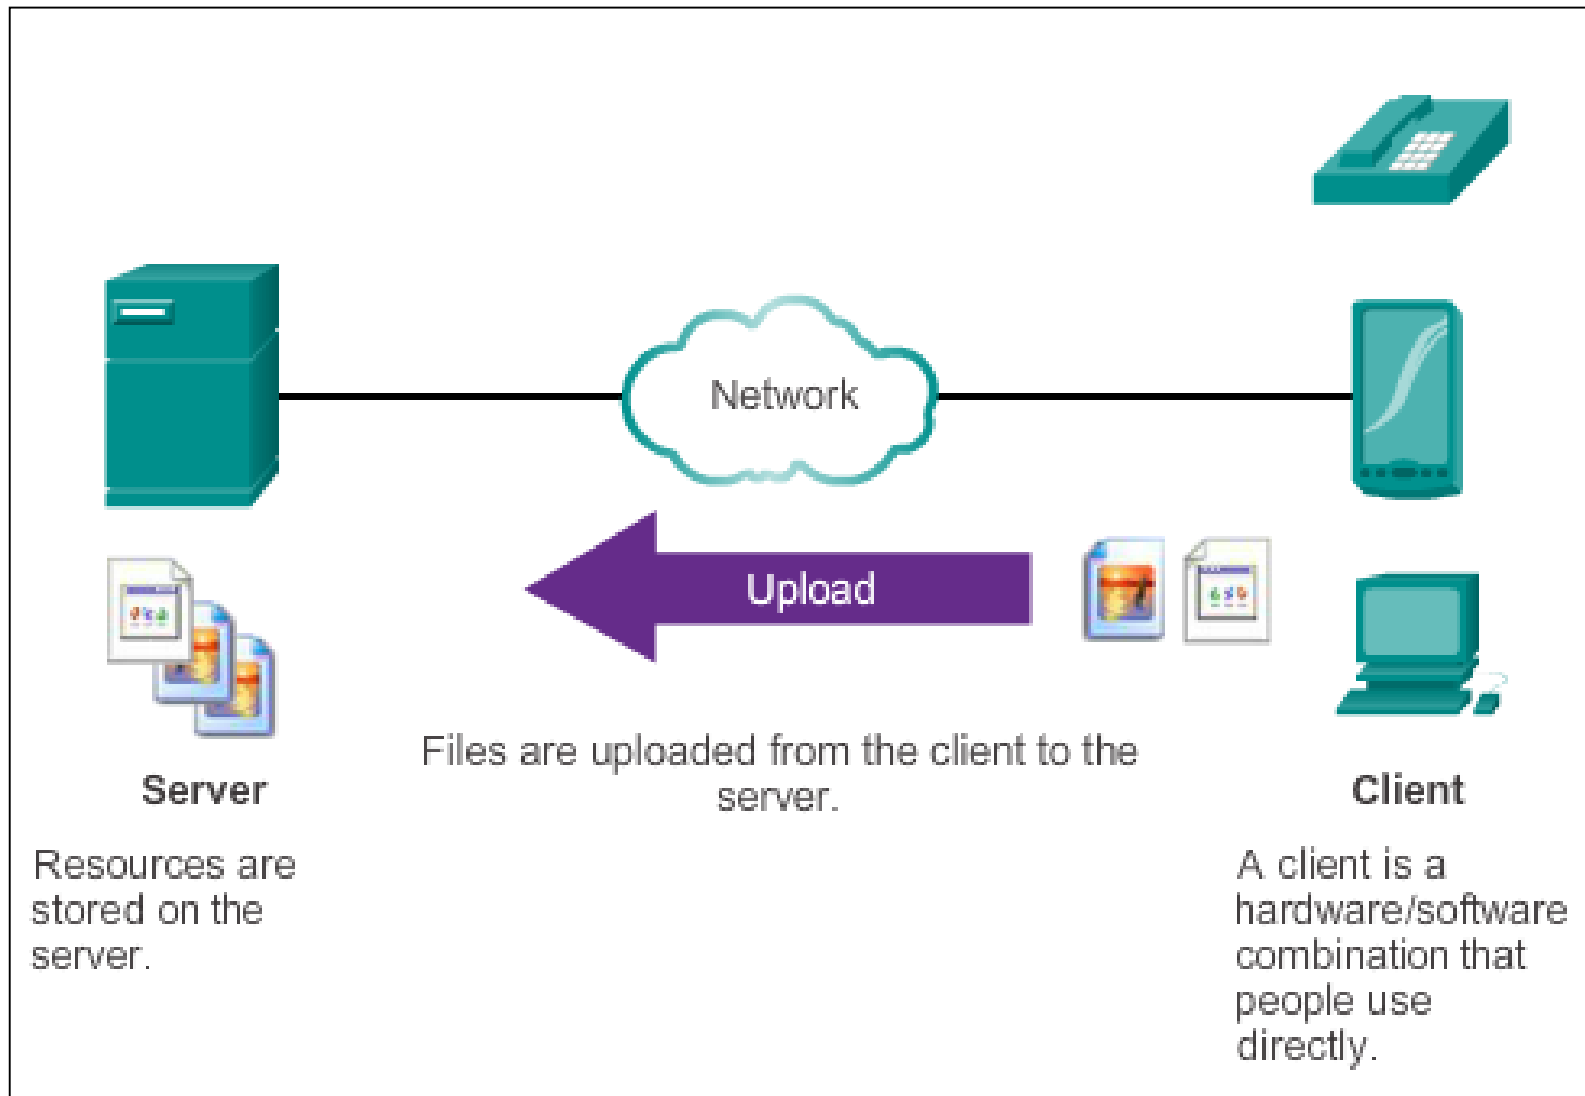 Network
Upload
Files are uploaded from the client to the
server.
Server
Resources are
stored on the
server.
Client
A client is a
hardware/software
combination that
people use
directly.